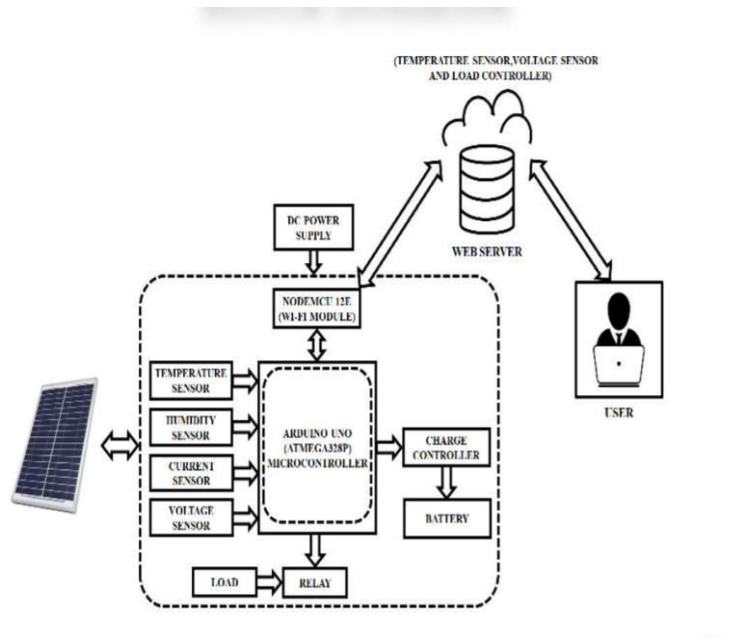 (TEMPERATURE SENSOR,VOLTAGE SENSOR
AND LOAD CONTROLLER)
DC POWER
SUPPLY
WEB SERVER
NODEMCU 12E
(WI-FI MODULE)
TEMPERATURE
SENSOR
HUMIDITY
SENSOR
ARDUINO UNO
(ATMEGA328P)
MICROCONTROLLER
CHARGE
CONTROLLER
USER
CURRENT
SENSOR
VOLTAGE
SENSOR
BATTERY
LOAD
RELAY